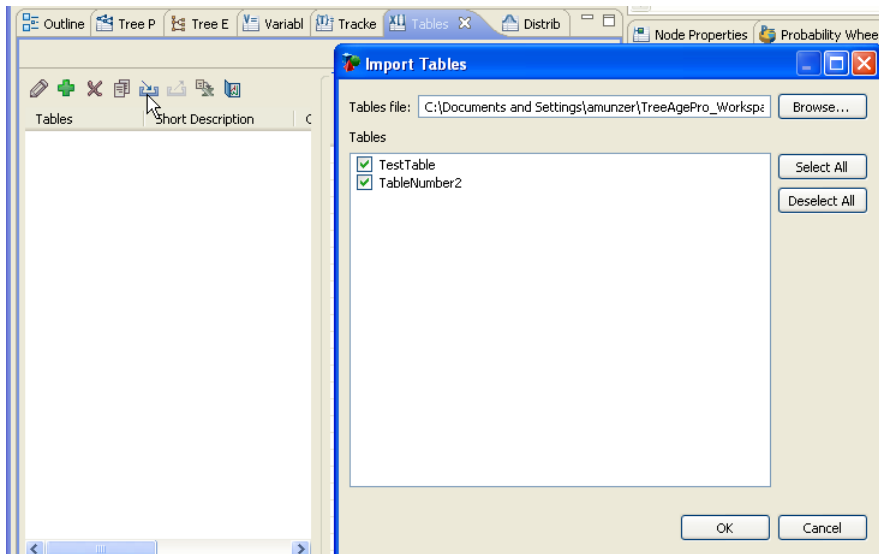 Outline Tree P Tree E Variabl Tracke Tables Distrib
Node Properties Probability Whee
Tables Short Description
Import Tables
Tables file: C:\Documents and Settings\amunzer\TreeAgePro_Workspa Browse...
Tables
TestTable
TableNumber2
Select All
Deselect All
OK Cancel